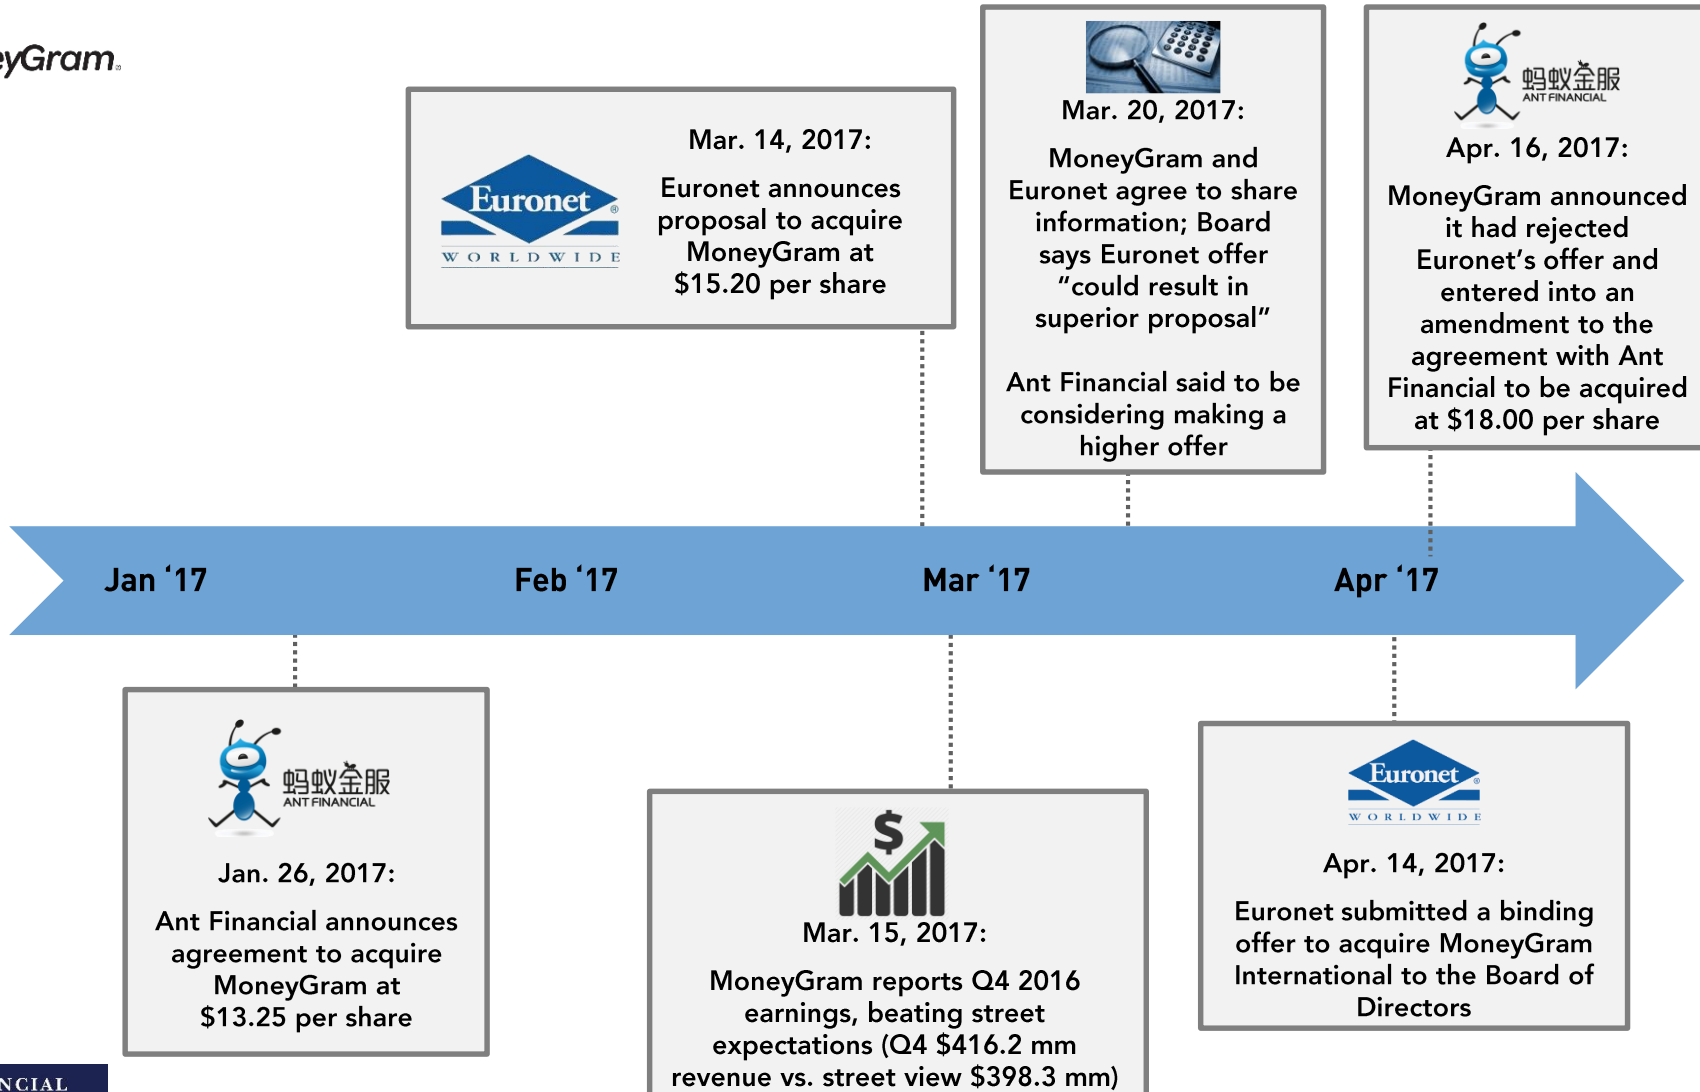 eyGram
Mar. 14, 2017:
Euronet announces
proposal to acquire
MoneyGram at
$15.20 per share
Euronet®
WORLDWIDE
Mar. 20, 2017:
MoneyGram and
Euronet agree to share
information; Board
says Euronet offer
“could result in
superior proposal”
Ant Financial said to be
considering making a
higher offer
蚂蚁金服
ANT FINANCIAL
Apr. 16, 2017:
MoneyGram announced
it had rejected
Euronet’s offer and
entered into an
amendment to the
agreement with Ant
Financial to be acquired
at $18.00 per share
Jan ‘17
Feb ‘17
Mar ‘17
Apr ‘17
蚂蚁金服
ANT FINANCIAL
Jan. 26, 2017:
Ant Financial announces
agreement to acquire
MoneyGram at
$13.25 per share
$
Mar. 15, 2017:
MoneyGram reports Q4 2016
earnings, beating street
expectations (Q4 $416.2 mm
revenue vs. street view $398.3 mm)
Euronet®
WORLDWIDE
Apr. 14, 2017:
Euronet submitted a binding
offer to acquire MoneyGram
International to the Board of
Directors
NCIAL